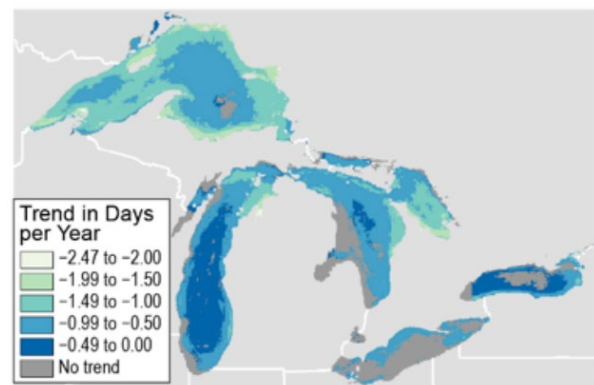 Trend in Days
per Year
−2.47 to −2.00
−1.99 to −1.50
−1.49 to −1.00
−0.99 to −0.50
−0.49 to 0.00
No trend